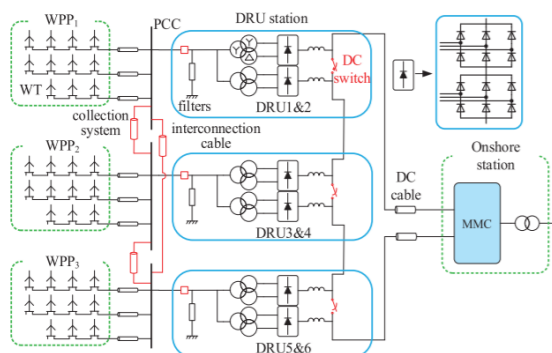 WPP1
PCC
DRU station
DC
switch
WT
filters
DRU1&2
collection
system
interconnection
cable
WPP2
DRU3&4
DC
cable
Onshore
station
MMC
WPP3
DRU5&6